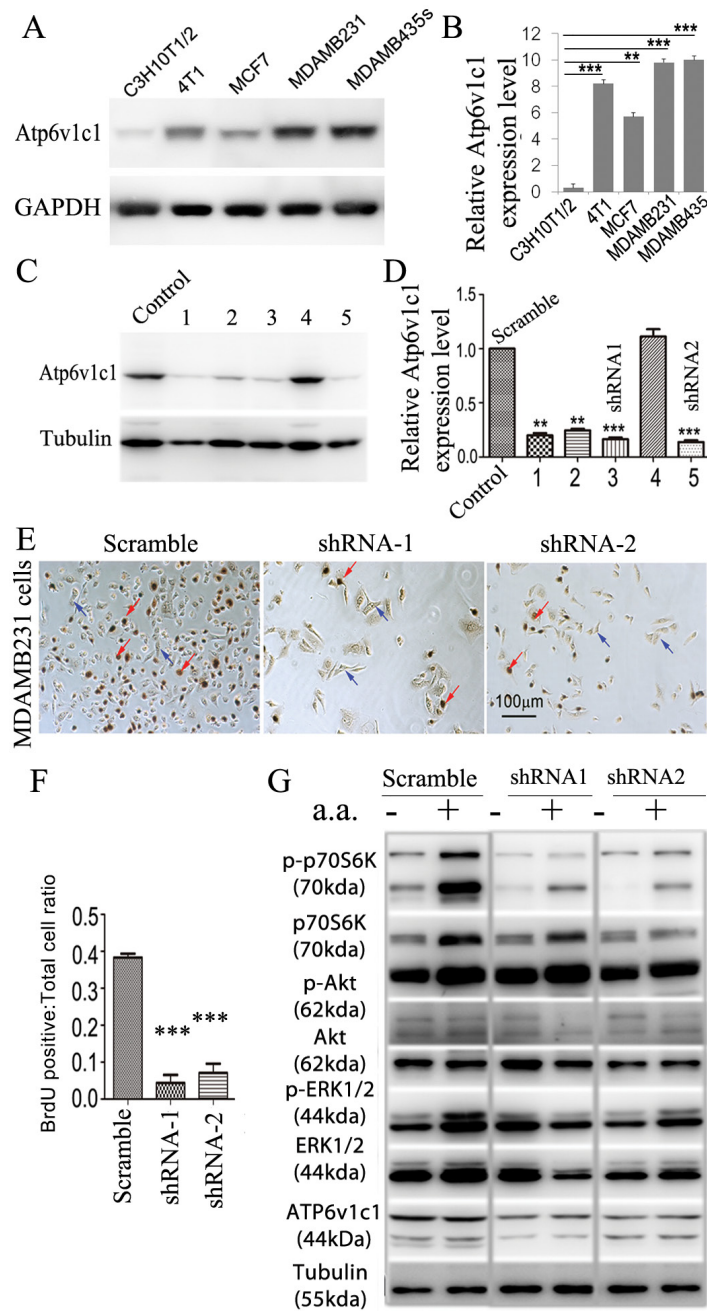 A
C3H10T1/2
4T1
MCF7
MDAMB231
MDAMB435s
Atp6v1c1
GAPDH
B
Relative Atp6v1c1
expression level
12
10
8
6
4
2
0
***
**
***
***
C3H10T1/2
4T1
MCF7
MDAMB231
MDAMB435
C
Control
1 2 3 4 5
Atp6v1c1
Tubulin
D
Relative Atp6v1c1
expression level
1.5
1.0
0.5
0.0
Scramble
**
**
***
***
shRNA1
shRNA2
Control
1 2 3 4 5
E
Scramble
shRNA-1
shRNA-2
MDAMB231 cells
100µm
F
BrdU positive:Total cell ratio
0.5
0.4
0.3
0.2
0.1
0.0
***
***
Scramble
shRNA-1
shRNA-2
G
Scramble shRNA1 shRNA2
a.a. - + - + - +
p-p70S6K
(70kda)
p70S6K
(70kda)
p-Akt
(62kda)
Akt
(62kda)
p-ERK1/2
(44kda)
ERK1/2
(44kda)
ATP6v1c1
(44kDa)
Tubulin
(55kda)